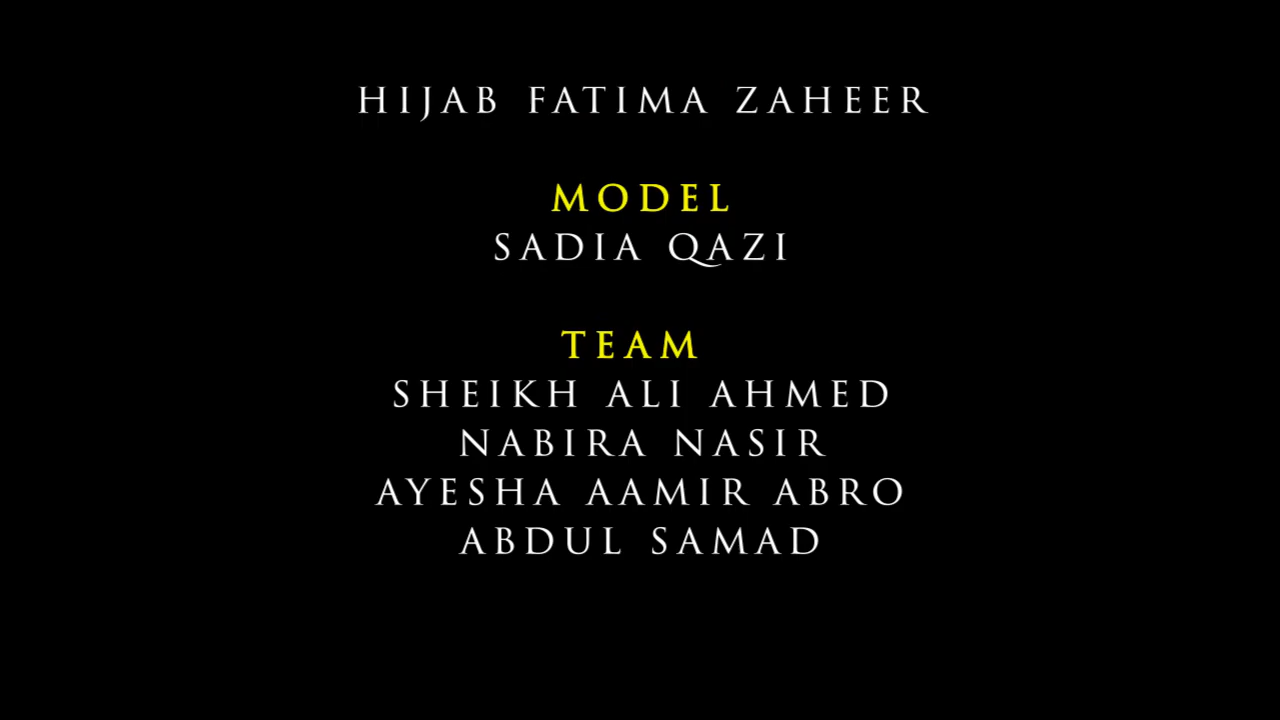 HIJAB FATIMA ZAHEER
MODEL
SADIA QAZI
TEAM
SHEIKH ALI AHMED
NABIRA NASIR
AYESHA AAMIR ABRO
ABDUL SAMAD